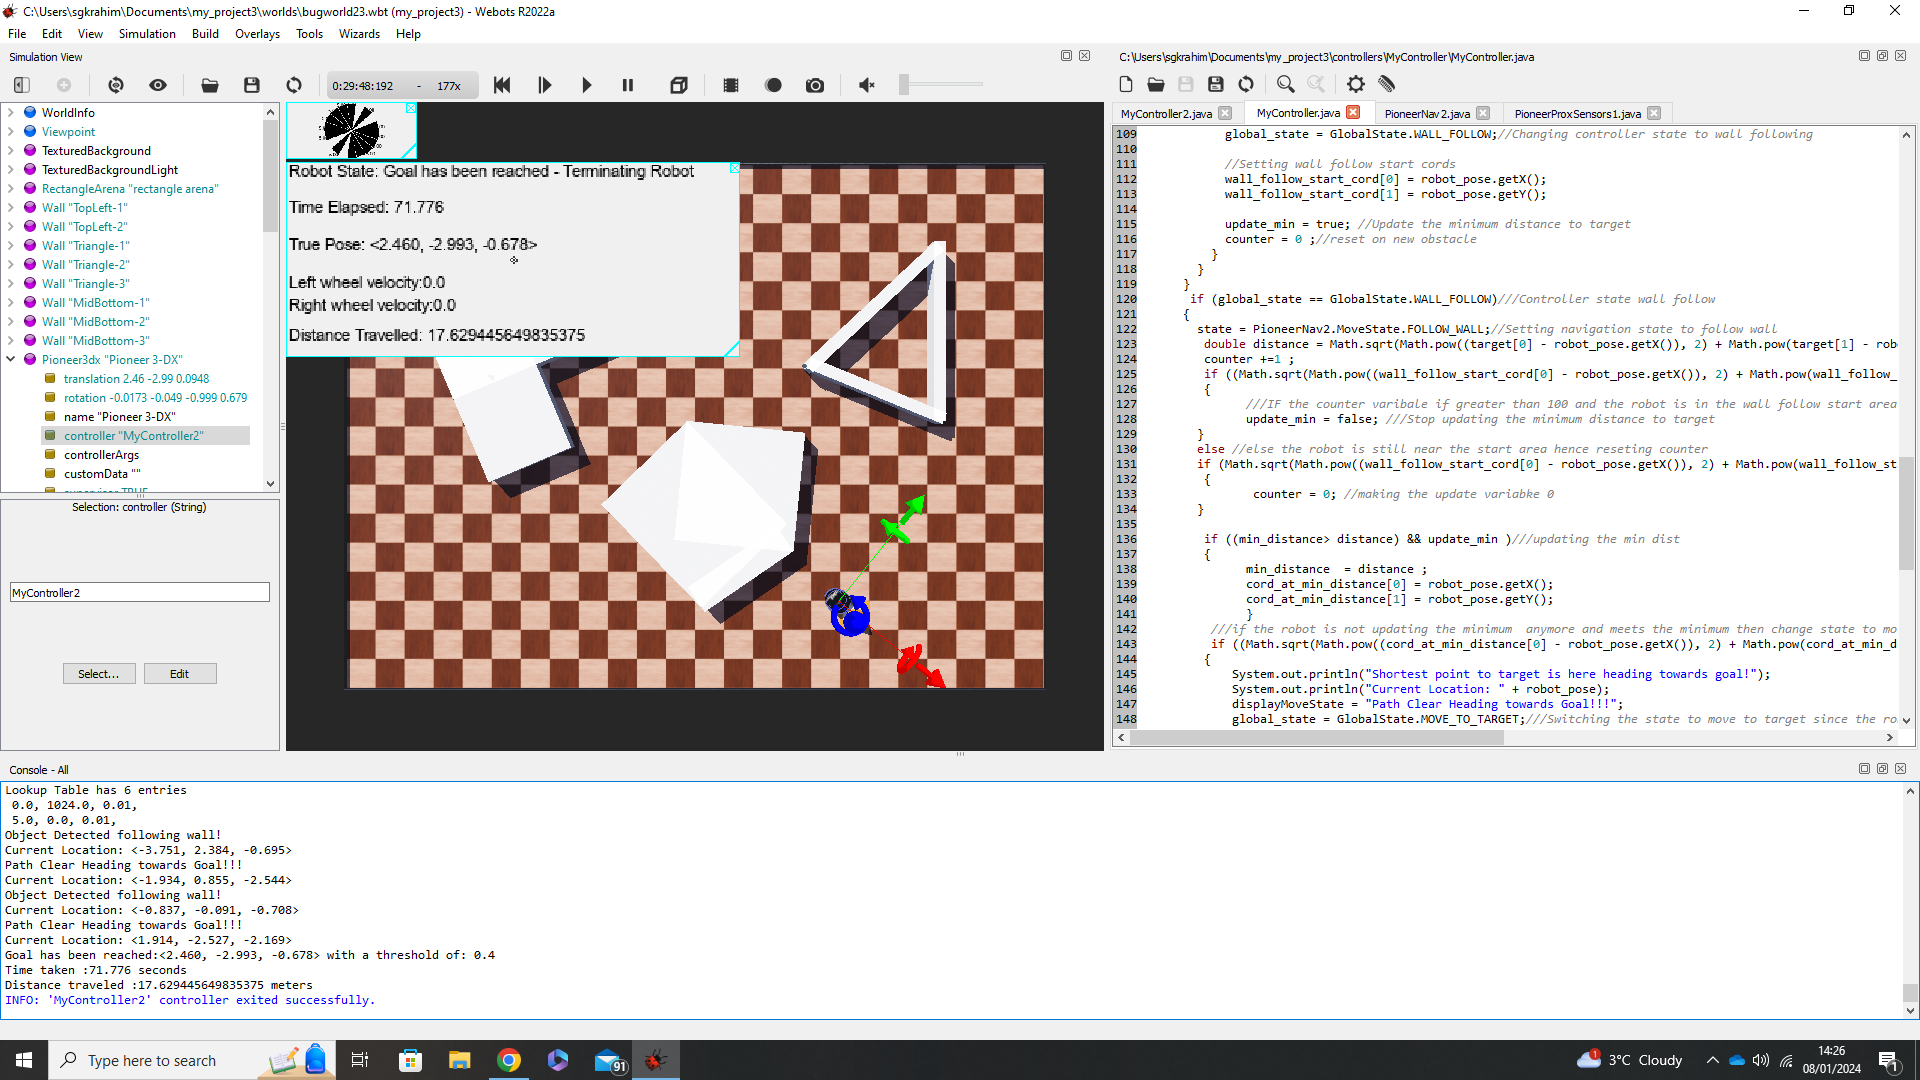 C:\Users\sgkrahim\Documents\my_project3\worlds\bugworld23.wbt (my_project3) - Webots R2022a
File Edit View Simulation Build Overlays Tools Wizards Help
Simulation View
0:29:48:192 - 177x
WorldInfo
Viewpoint
TexturedBackground
TexturedBackgroundLight
RectangleArena "rectangle arena"
Wall "TopLeft-1"
Wall "TopLeft-2"
Wall "Triangle-1"
Wall "Triangle-2"
Wall "Triangle-3"
Wall "MidBottom-1"
Wall "MidBottom-2"
Wall "MidBottom-3"
Pioneer3dx "Pioneer 3-DX"
translation 2.46 -2.99 0.0948
rotation -0.0173 -0.049 -0.999 0.679
name "Pioneer 3-DX"
controller "MyController2"
controllerArgs
customData ""
supervisor TRUE
Selection: controller (String)
MyController2
Select... Edit
Robot State: Goal has been reached - Terminating Robot
Time Elapsed: 71.776
True Pose: <2.460, -2.993, -0.678>
Left wheel velocity:0.0
Right wheel velocity:0.0
Distance Travelled: 17.629445649835375
C:\Users\sgkrahim\Documents\my_project3\controllers\MyController\MyController.java
MyController2.java MyController.java PioneerNav2.java PioneerProxSensors1.java
109 global_state = GlobalState.WALL_FOLLOW;//Changing controller state to wall following
110
111 //Setting wall follow start cords
112 wall_follow_start_cord[0] = robot_pose.getX();
113 wall_follow_start_cord[1] = robot_pose.getY();
114
115 update_min = true; //Update the minimum distance to target
116 counter = 0 ;//reset on new obstacle
117 }
118 }
119 }
120 if (global_state == GlobalState.WALL_FOLLOW)///Controller state wall follow
121 {
122 state = PioneerNav2.MoveState.FOLLOW_WALL;//Setting navigation state to follow wall
123 double distance = Math.sqrt(Math.pow((target[0] - robot_pose.getX()), 2) + Math.pow(target[1] - rob
124 counter +=1 ;
125 if ((Math.sqrt(Math.pow((wall_follow_start_cord[0] - robot_pose.getX()), 2) + Math.pow(wall_follow_
126 {
127 ///IF the counter varibale if greater than 100 and the robot is in the wall follow start area
128 update_min = false; ///Stop updating the minimum distance to target
129 }
130 else //else the robot is still near the start area hence reseting counter
131 if (Math.sqrt(Math.pow((wall_follow_start_cord[0] - robot_pose.getX()), 2) + Math.pow(wall_follow_st
132 {
133 counter = 0; //making the update variabke 0
134 }
135
136 if ((min_distance> distance) && update_min )///updating the min dist
137 {
138 min_distance  = distance ;
139 cord_at_min_distance[0] = robot_pose.getX();
140 cord_at_min_distance[1] = robot_pose.getY();
141 }
142 ///if the robot is not updating the minimum  anymore and meets the minimum then change state to mo
143 if ((Math.sqrt(Math.pow((cord_at_min_distance[0] - robot_pose.getX()), 2) + Math.pow(cord_at_min_d
144 {
145 System.out.println("Shortest point to target is here heading towards goal!");
146 System.out.println("Current Location: " + robot_pose);
147 displayMoveState = "Path Clear Heading towards Goal!!!";
148 global_state = GlobalState.MOVE_TO_TARGET;///Switching the state to move to target since the ro
Console - All
Lookup Table has 6 entries
0.0, 1024.0, 0.01,
5.0, 0.0, 0.01,
Object Detected following wall!
Current Location: <-3.751, 2.384, -0.695>
Path Clear Heading towards Goal!!!
Current Location: <-1.934, 0.855, -2.544>
Object Detected following wall!
Current Location: <-0.837, -0.091, -0.708>
Path Clear Heading towards Goal!!!
Current Location: <1.914, -2.527, -2.169>
Goal has been reached:<2.460, -2.993, -0.678> with a threshold of: 0.4
Time taken :71.776 seconds
Distance traveled :17.629445649835375 meters
INFO: 'MyController2' controller exited successfully.
Type here to search
91
1
3°C Cloudy
14:26
08/01/2024
1